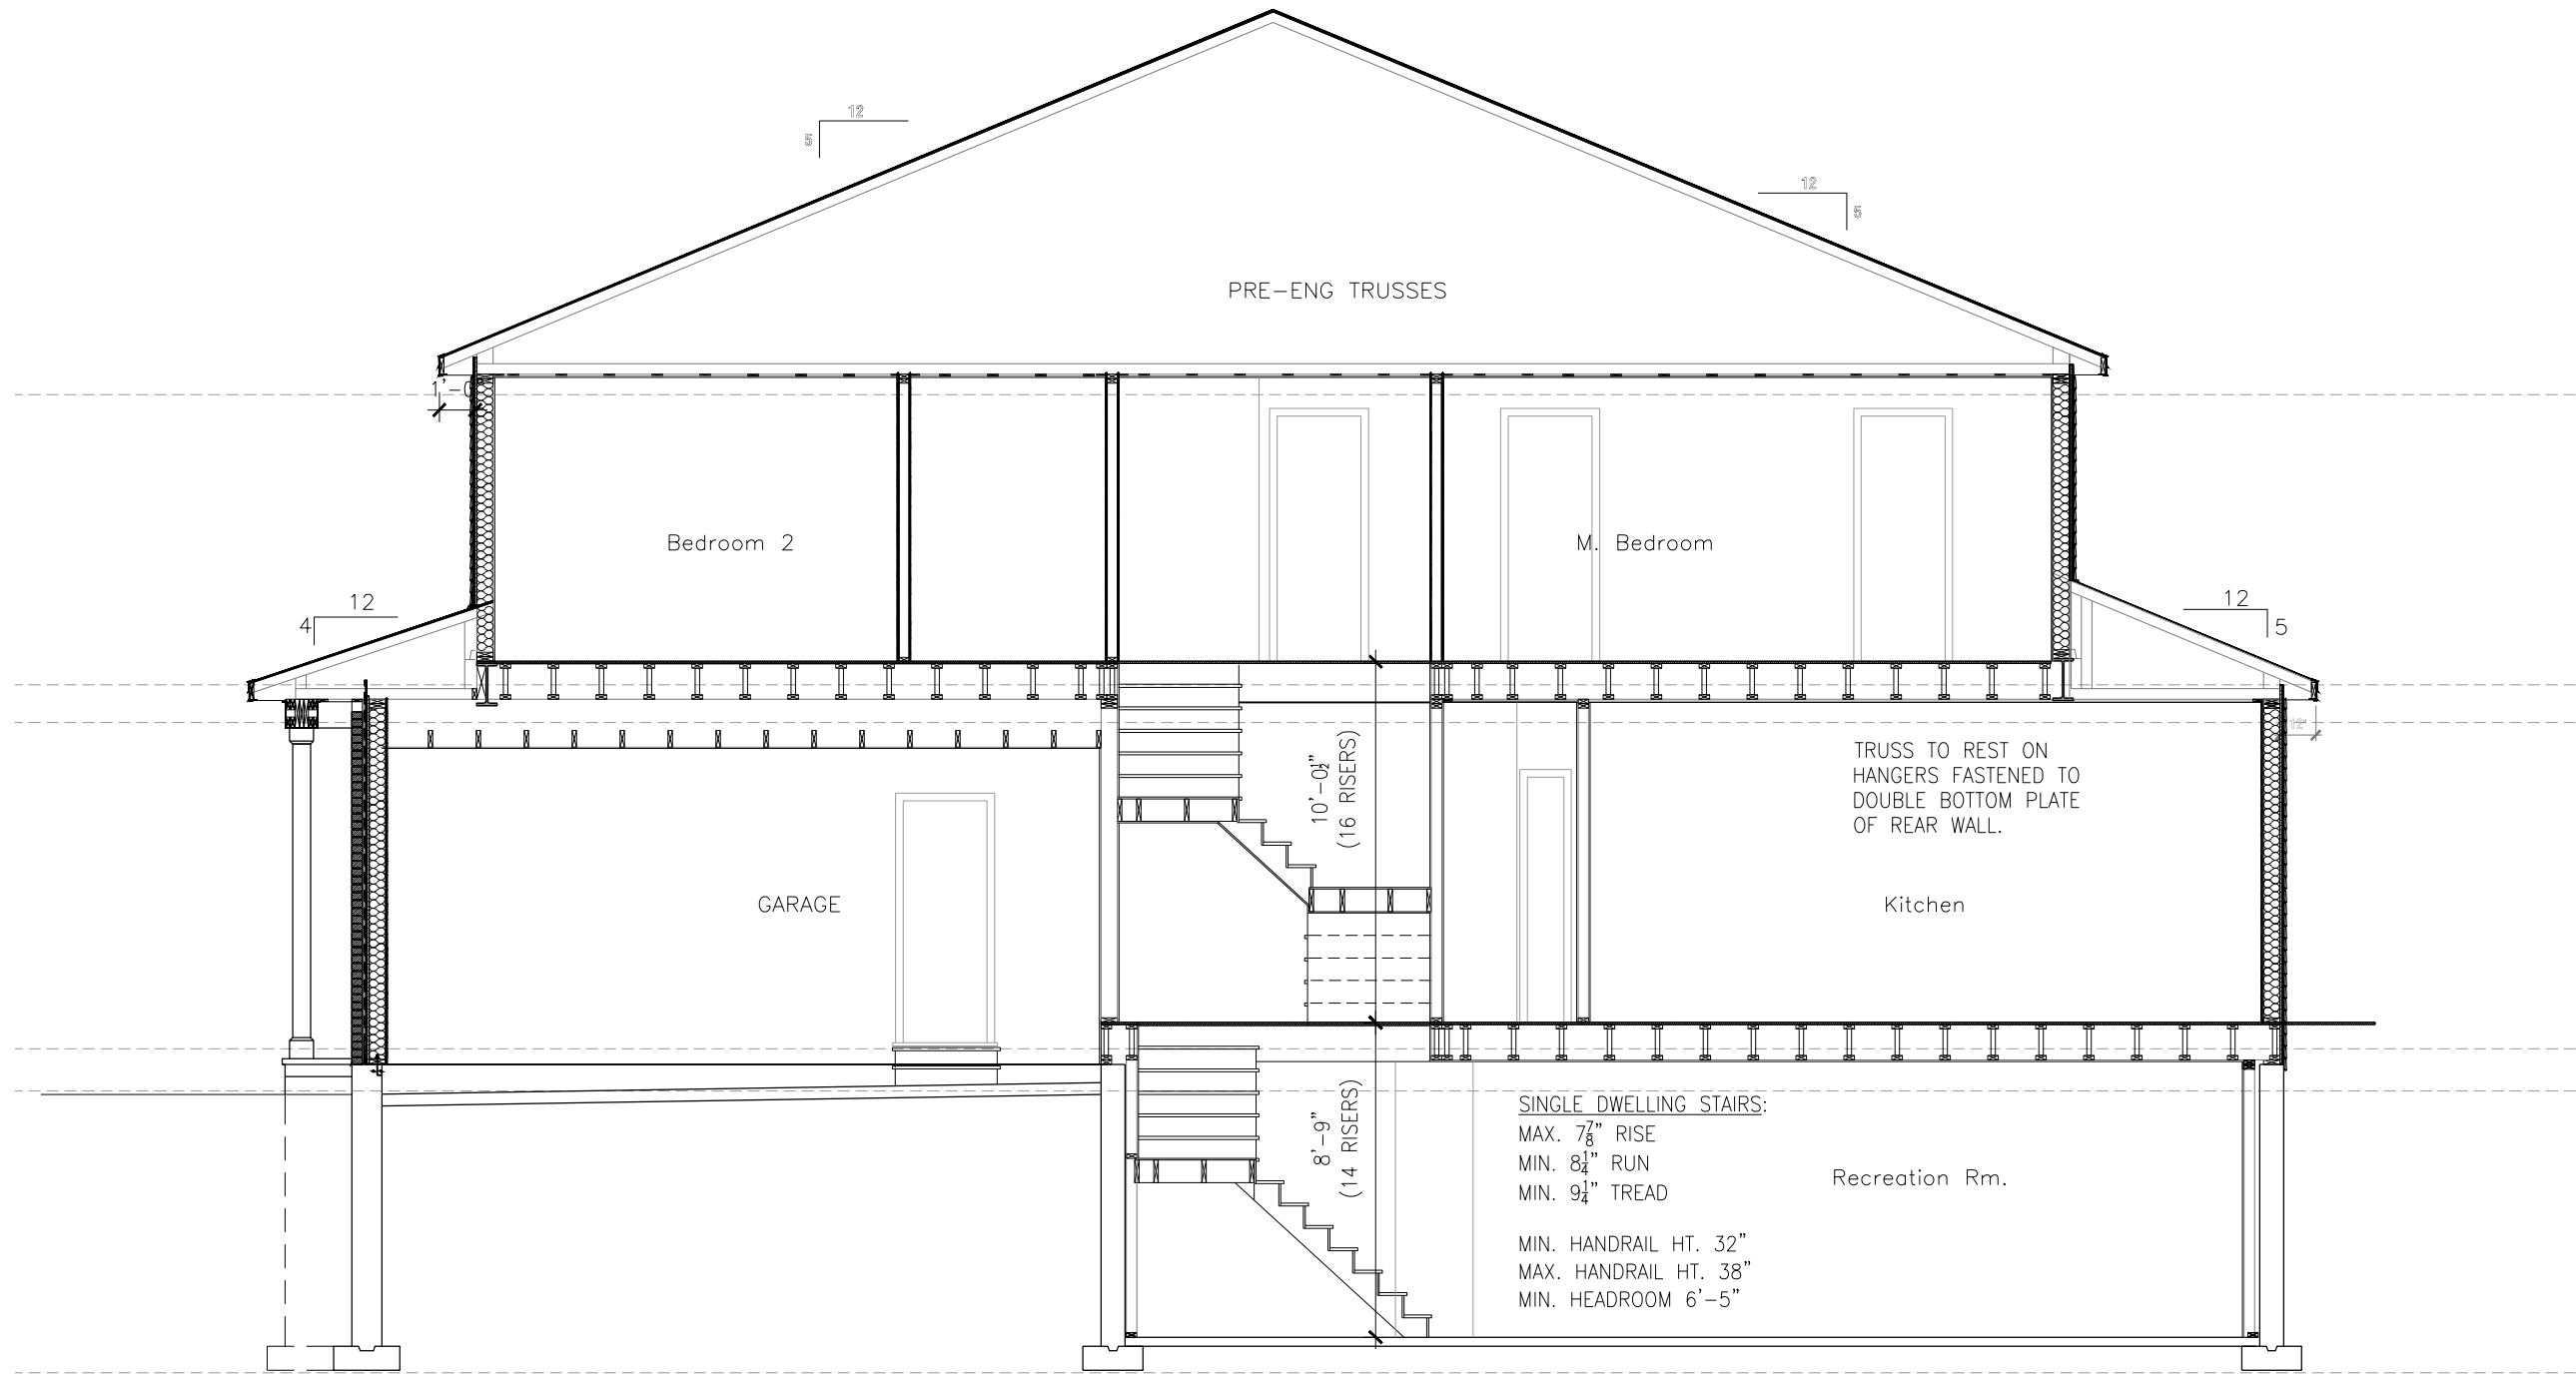 12
5
12
5
PRE-ENG TRUSSES
1'-0
Bedroom 2
M. Bedroom
12
4
12
5
10'-0½"
(16 RISERS)
12"
TRUSS TO REST ON
HANGERS FASTENED TO
DOUBLE BOTTOM PLATE
OF REAR WALL.
GARAGE
Kitchen
8'-9"
(14 RISERS)
SINGLE DWELLING STAIRS:
MAX. 7⅞" RISE
MIN. 8¼" RUN
MIN. 9¼" TREAD
MIN. HANDRAIL HT. 32"
MAX. HANDRAIL HT. 38"
MIN. HEADROOM 6'-5"
Recreation Rm.